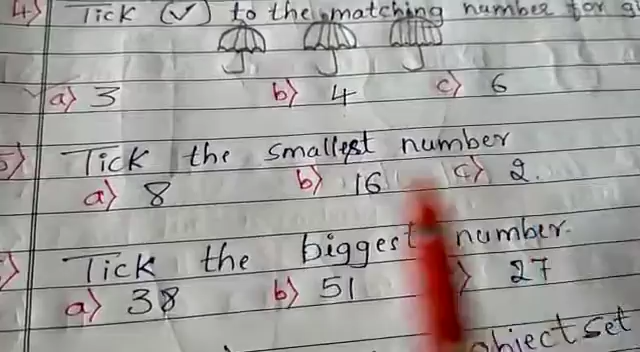 4) Tick (✓) to the matching number for
a) 3 b) 4 c) 6
5) Tick the smallest number
a) 8 b) 16 c) 2.
) Tick the biggest number.
a) 38 b) 51 ) 27
object set